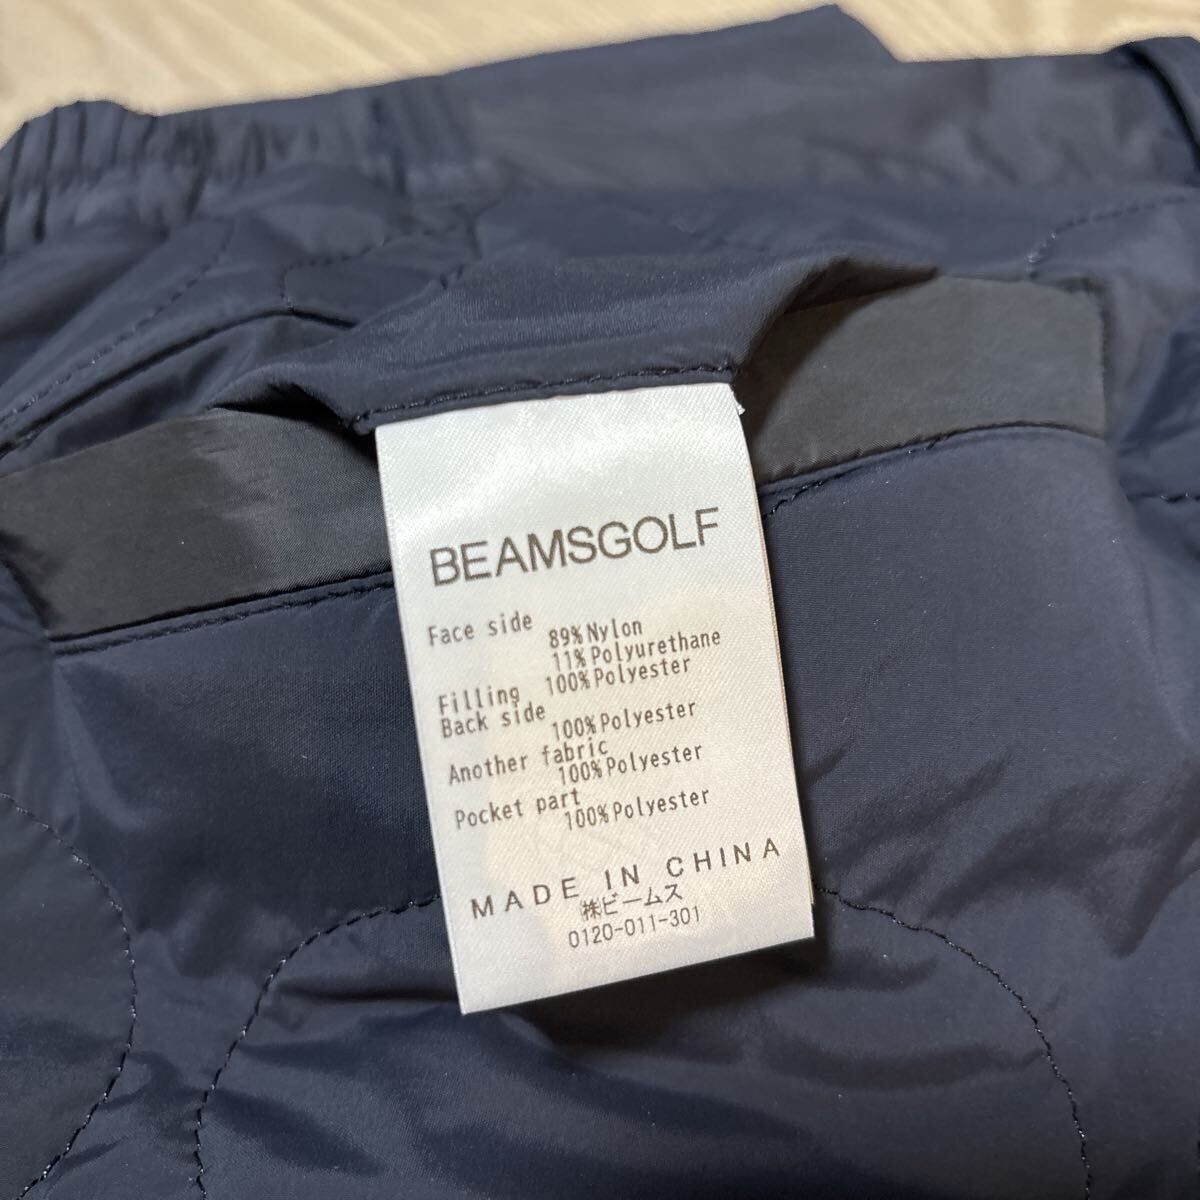 BEAMSGOLF
Face side
89%Nylon
11%Polyurethane
Filling 100%Polyester
Back side
100%Polyester
Another fabric
100%Polyester
Pocket part
100%Polyester
MADE IN CHINA
㈱ビームス
0120-011-301